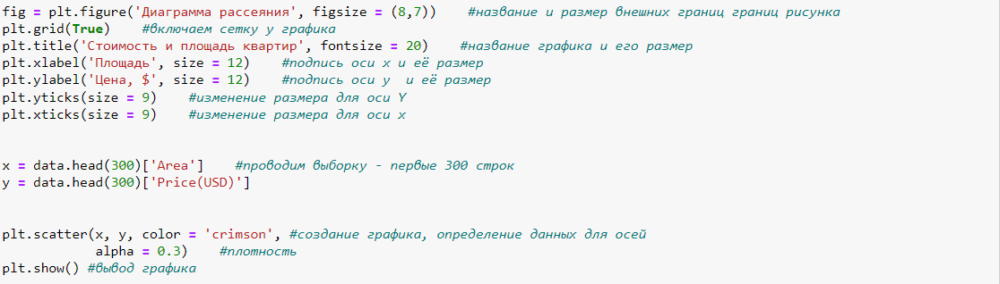 fig = plt.figure('Диаграмма рассеяния', figsize = (8,7))    #название и размер внешних границ границ рисунка
plt.grid(True)    #включаем сетку у графика
plt.title('Стоимость и площадь квартир', fontsize = 20)    #название графика и его размер
plt.xlabel('Площадь', size = 12)    #подпись оси x и её размер
plt.ylabel('Цена, $', size = 12)    #подпись оси y  и её размер
plt.yticks(size = 9)    #изменение размера для оси Y
plt.xticks(size = 9)    #изменение размера для оси x
x = data.head(300)['Area']    #проводим выборку - первые 300 строк
y = data.head(300)['Price(USD)']
plt.scatter(x, y, color = 'crimson', #создание графика, определение данных для осей
            alpha = 0.3)    #плотность
plt.show() #вывод графика